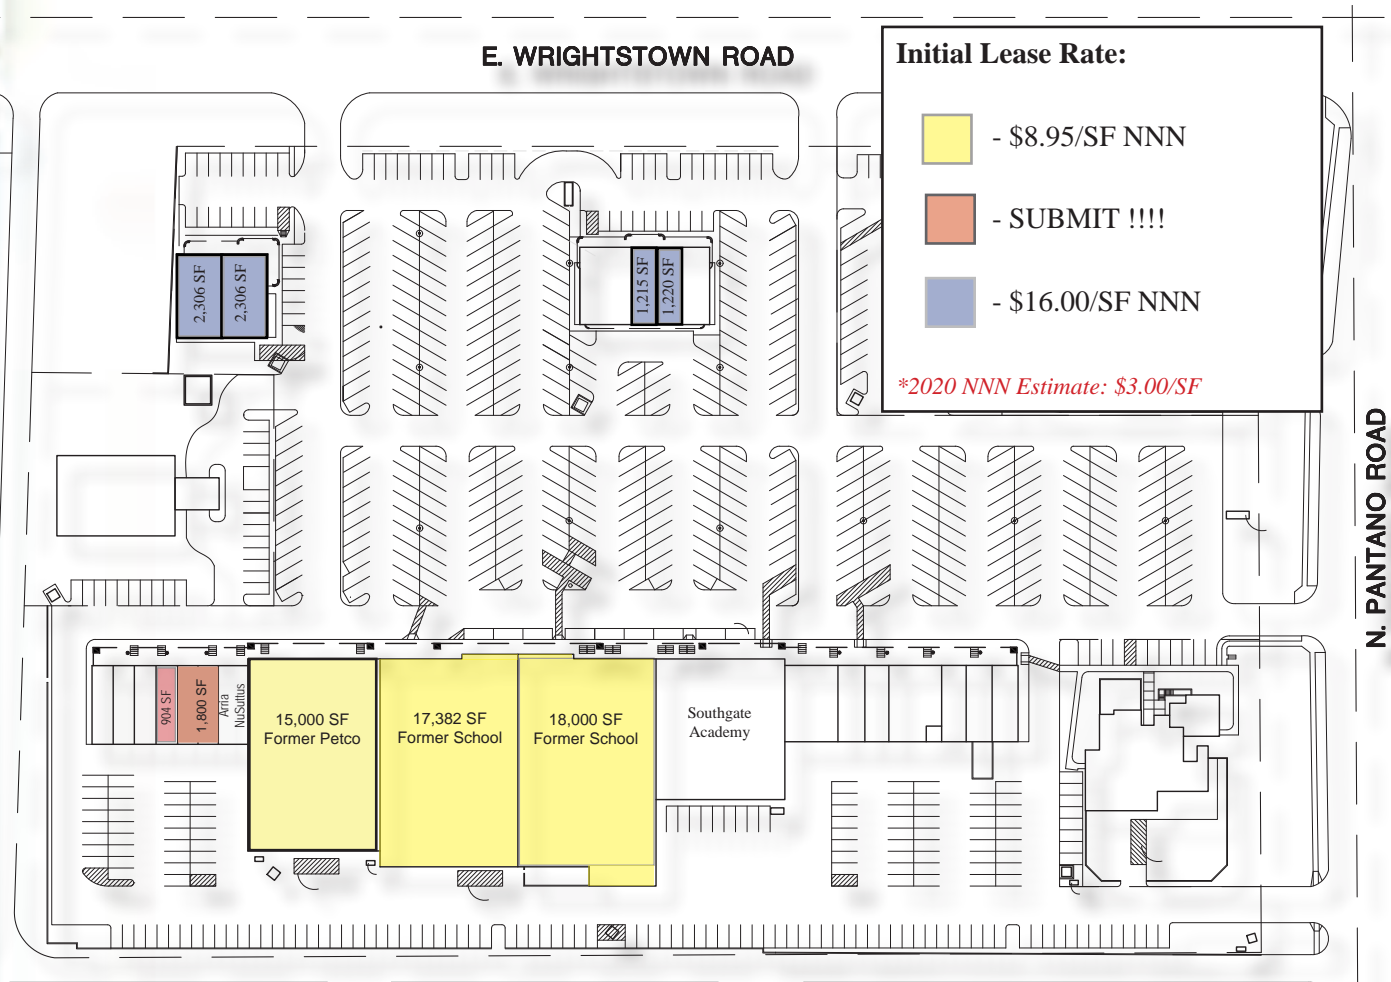 E. WRIGHTSTOWN ROAD
Initial Lease Rate:
- $8.95/SF NNN
- SUBMIT !!!!
- $16.00/SF NNN
*2020 NNN Estimate: $3.00/SF
2,306 SF
2,306 SF
1,215 SF
1,220 SF
N. PANTANO ROAD
904 SF
1,800 SF
Arria
NuSuttus
15,000 SF
Former Petco
17,382 SF
Former School
18,000 SF
Former School
Southgate
Academy